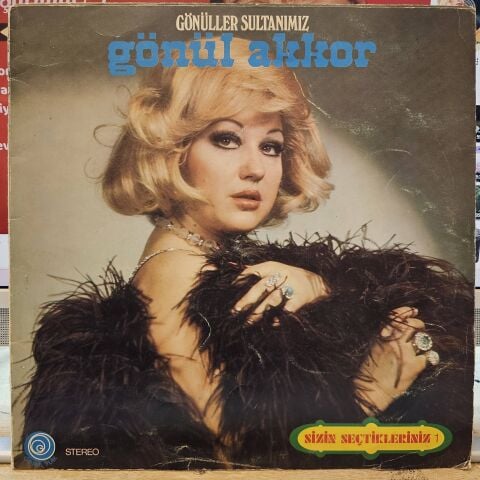 GÖNÜLLER SULTANIMIZ
gönül akkor
SİZİN SEÇTİKLERİNİZ 1
STEREO